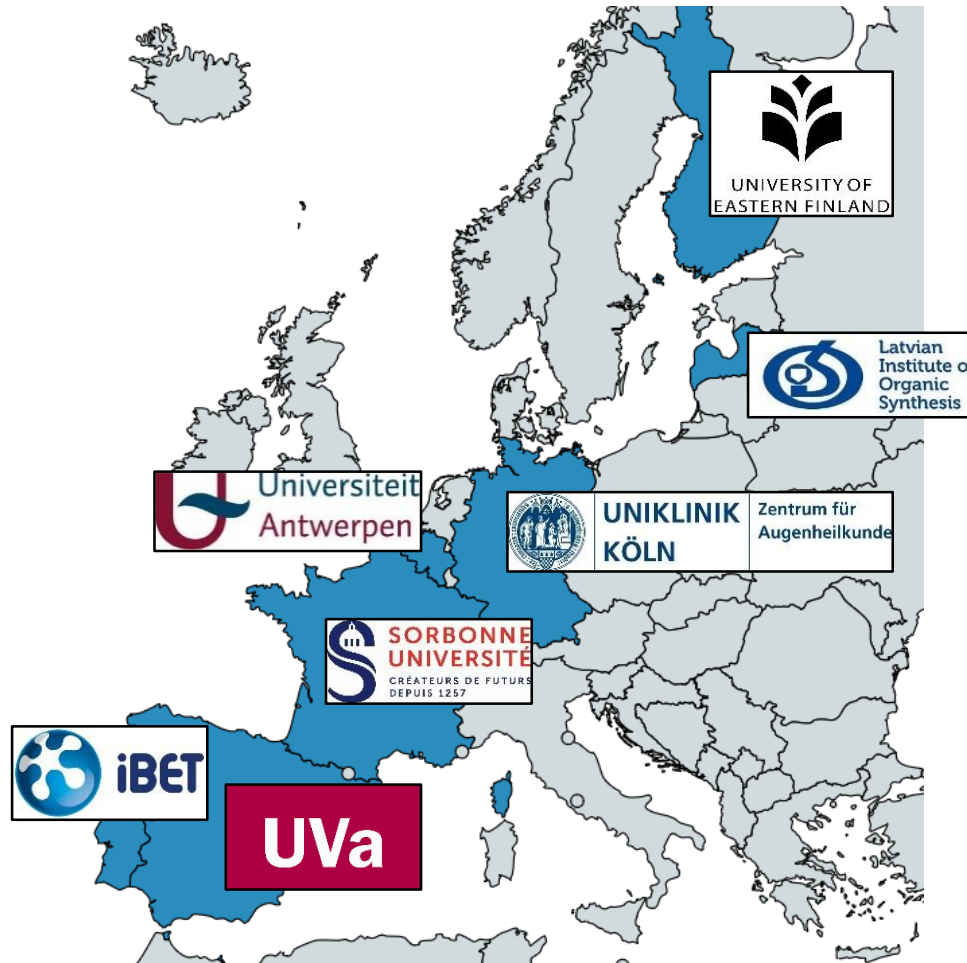 UNIVERSITY OF
EASTERN FINLAND
Latvian
Institute o
Organic
Synthesis
Universiteit
Antwerpen
UNIKLINIK
KÖLN
Zentrum für
Augenheilkunde
SORBONNE
UNIVERSITÉ
CRÉATEURS DE FUTURS
DEPUIS 1257
iBET
UVa